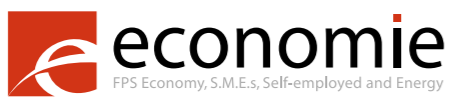 economie
FPS Economy, S.M.E.s, Self-employed and Energy